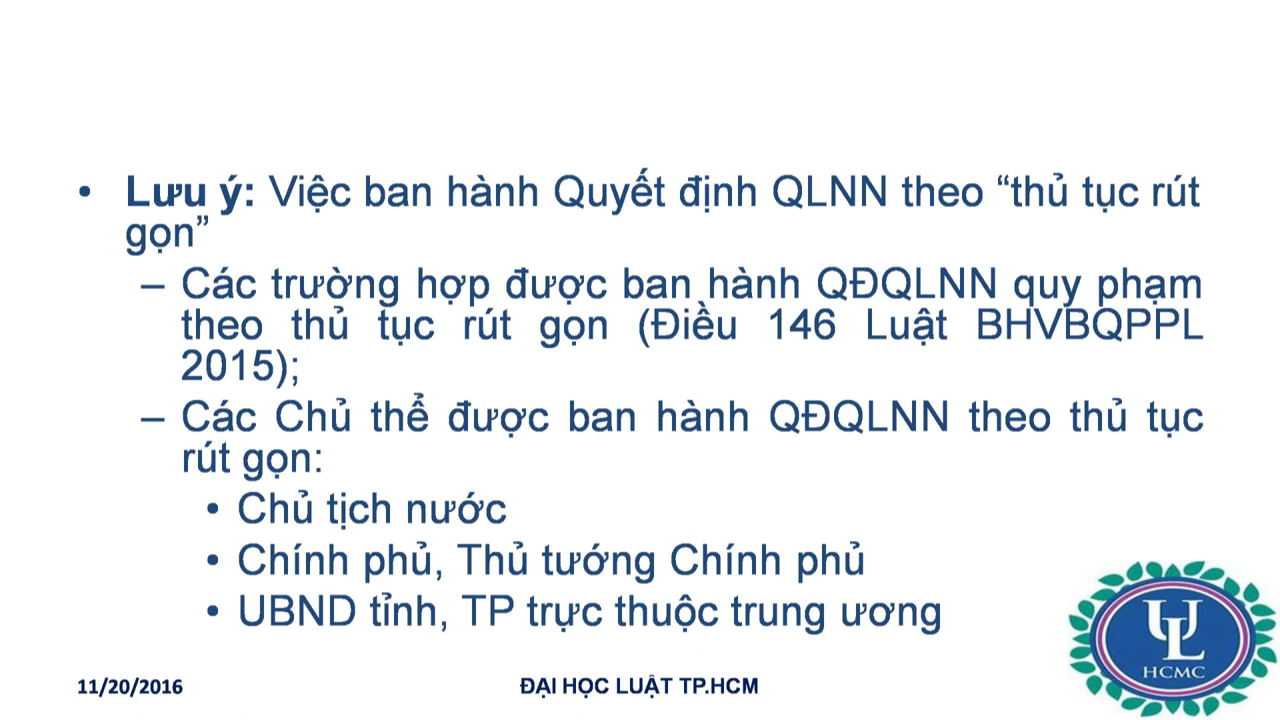 • Lưu ý: Việc ban hành Quyết định QLNN theo “thủ tục rút
gọn”
– Các trường hợp được ban hành QĐQLNN quy phạm
theo thủ tục rút gọn (Điều 146 Luật BHVBQPPL
2015);
– Các Chủ thể được ban hành QĐQLNN theo thủ tục
rút gọn:
• Chủ tịch nước
• Chính phủ, Thủ tướng Chính phủ
• UBND tỉnh, TP trực thuộc trung ương
UL
HCMC
11/20/2016
ĐẠI HỌC LUẬT TP.HCM